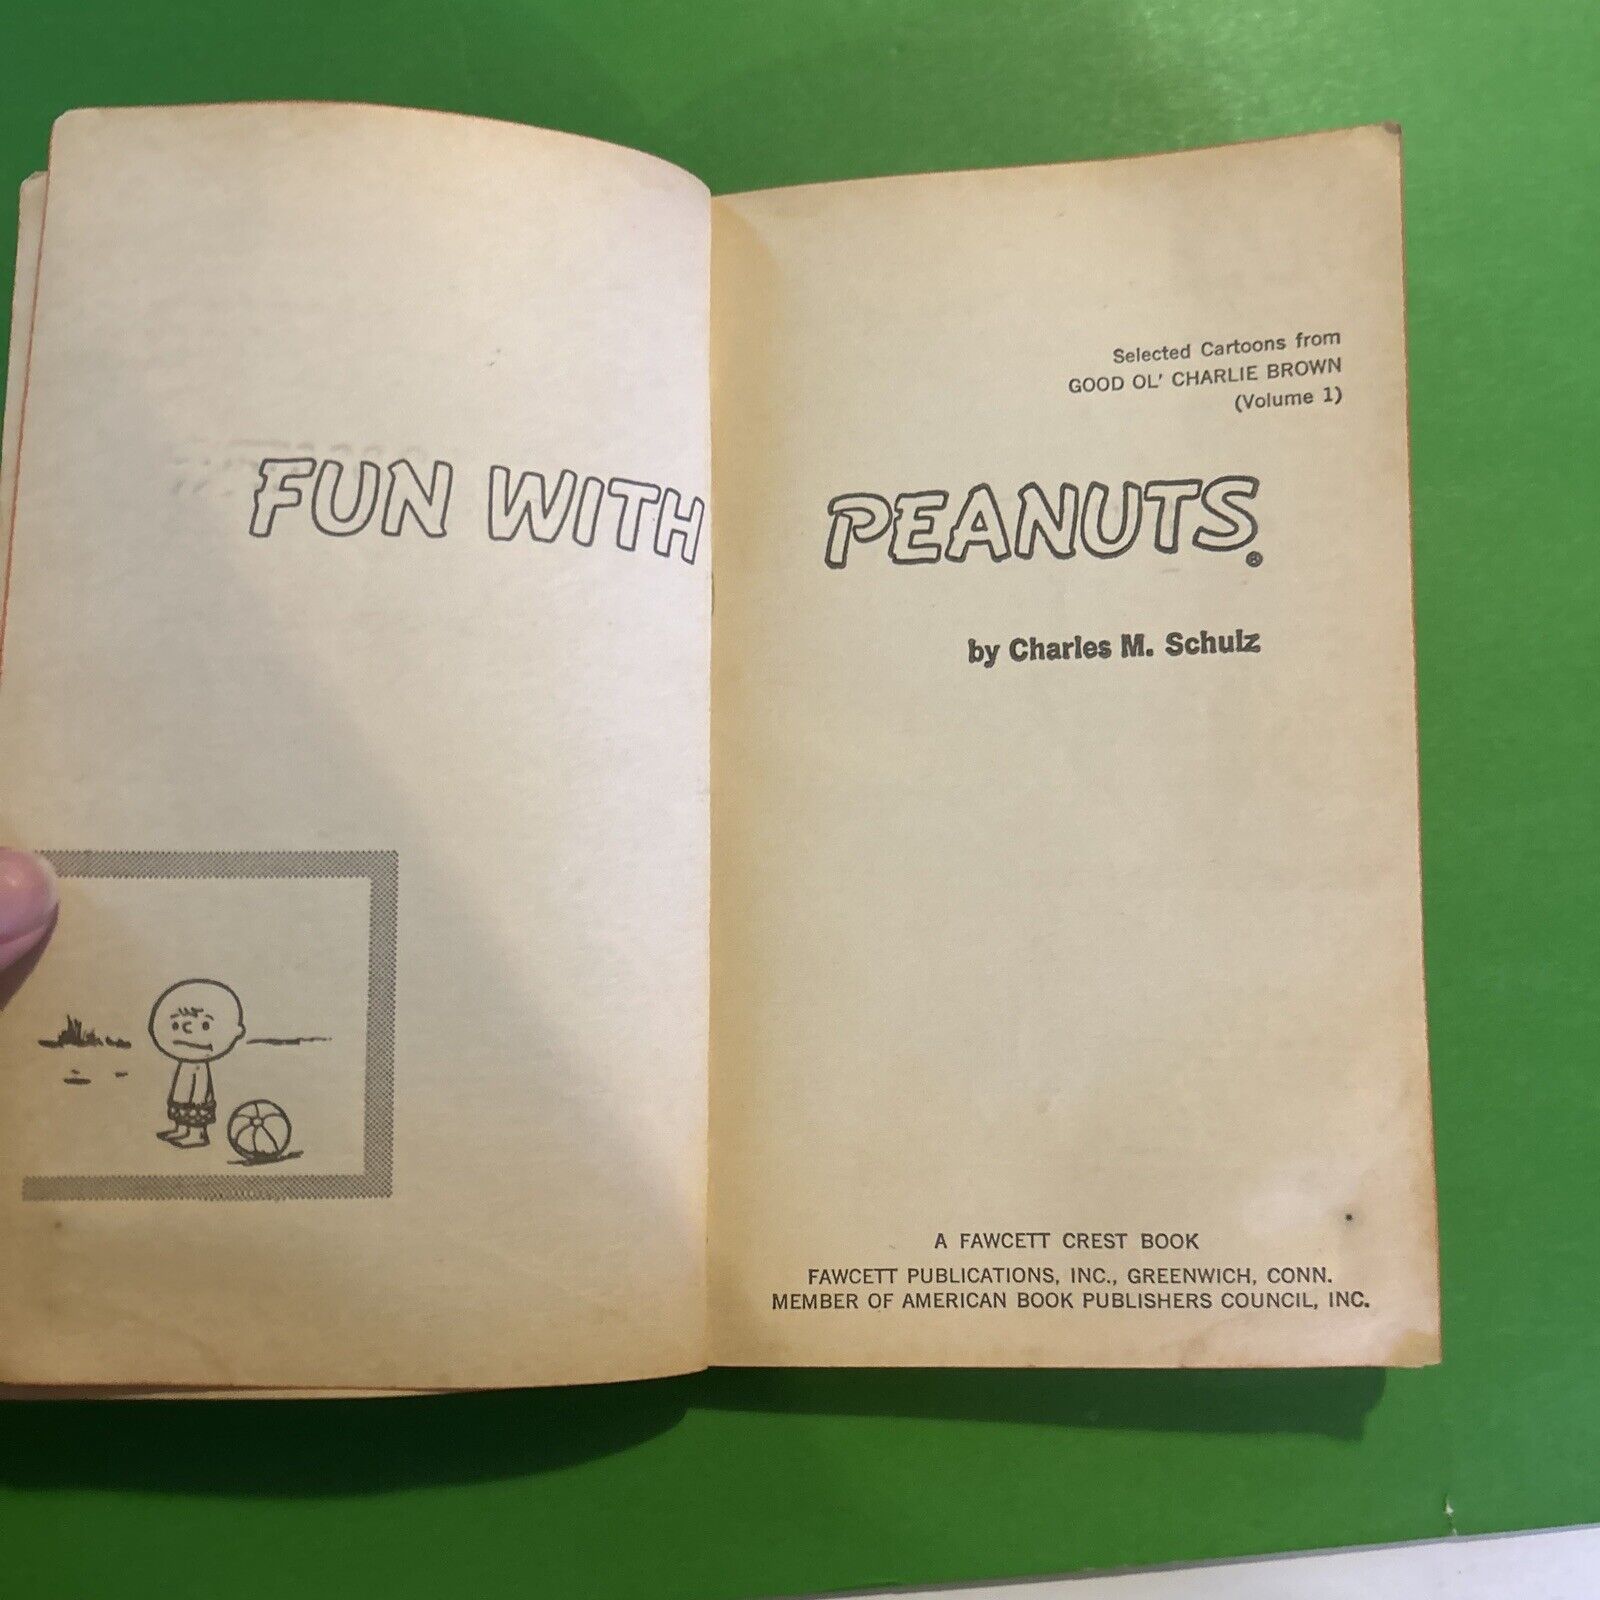 Selected Cartoons from
GOOD OL' CHARLIE BROWN
(Volume 1)
FUN WITH PEANUTS®
by Charles M. Schulz
A FAWCETT CREST BOOK
FAWCETT PUBLICATIONS, INC., GREENWICH, CONN.
MEMBER OF AMERICAN BOOK PUBLISHERS COUNCIL, INC.